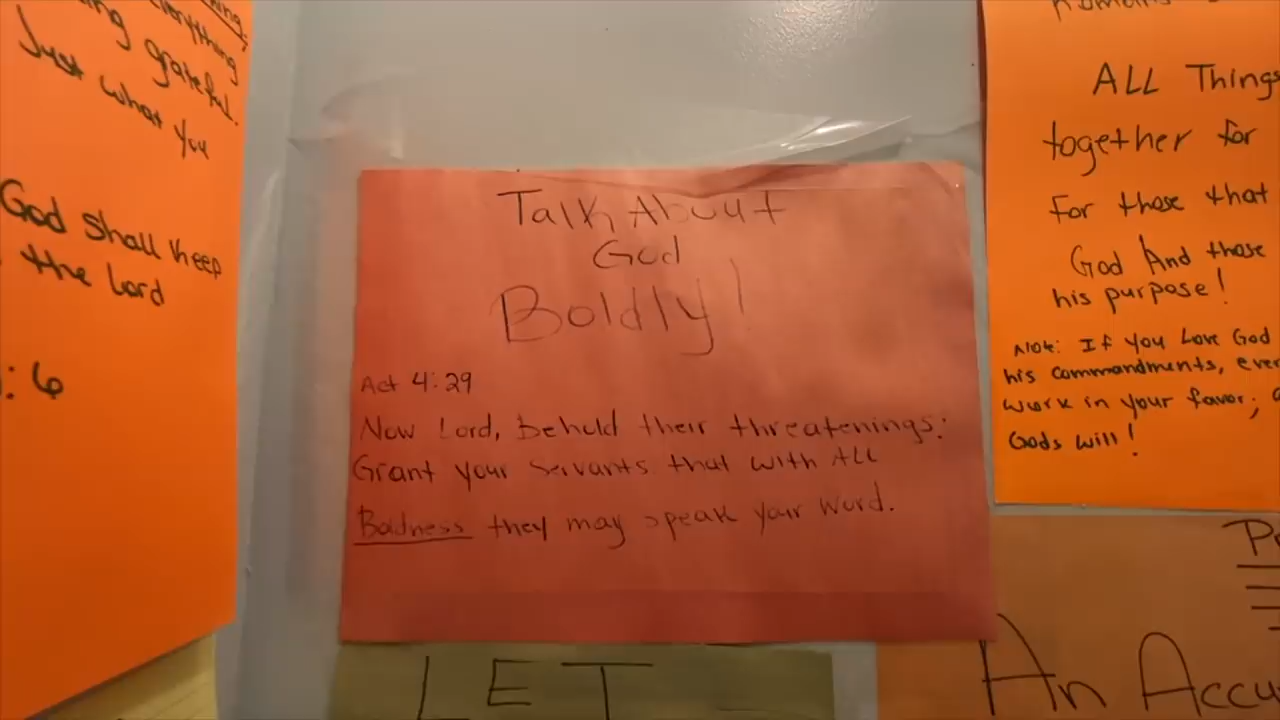 everything
ng grateful.
Just what you
God shall keep
the lord
: 6
Talk About
God
Boldly!
Act 4:29
Now Lord, behold their threatenings:
Grant your servants that with ALL
Boldness they may speak your word.
ALL Things
together for
For those that
God And those
his purpose!
Note: If you Love God
his commandments, ever
work in your favor;
Gods will!
LET
Pr
An Accu